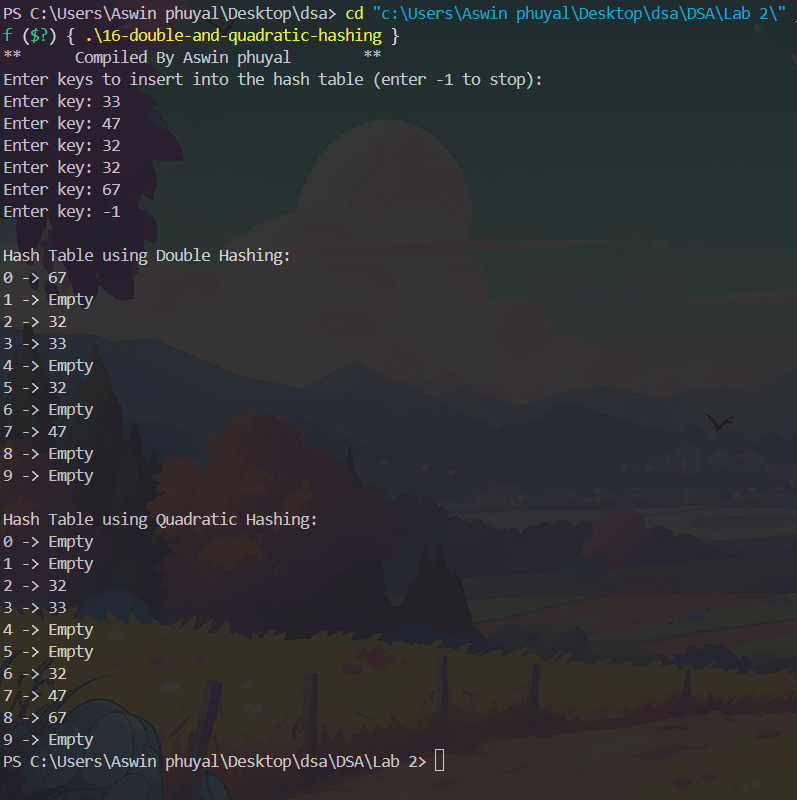 PS C:\Users\Aswin phuyal\Desktop\dsa> cd "c:\Users\Aswin phuyal\Desktop\dsa\DSA\Lab 2\"
f ($?) { .\16-double-and-quadratic-hashing }
**      Compiled By Aswin phuyal        **
Enter keys to insert into the hash table (enter -1 to stop):
Enter key: 33
Enter key: 47
Enter key: 32
Enter key: 32
Enter key: 67
Enter key: -1

Hash Table using Double Hashing:
0 -> 67
1 -> Empty
2 -> 32
3 -> 33
4 -> Empty
5 -> 32
6 -> Empty
7 -> 47
8 -> Empty
9 -> Empty

Hash Table using Quadratic Hashing:
0 -> Empty
1 -> Empty
2 -> 32
3 -> 33
4 -> Empty
5 -> Empty
6 -> 32
7 -> 47
8 -> 67
9 -> Empty
PS C:\Users\Aswin phuyal\Desktop\dsa\DSA\Lab 2>